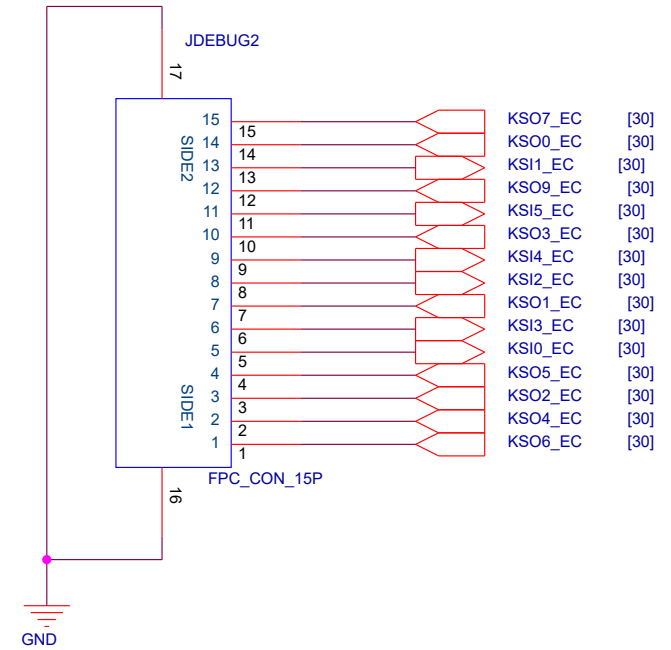 JDEBUG2
17
15 15 KSO7_EC [30]
SIDE2
14 14 KSO0_EC [30]
13 13 KSI1_EC [30]
12 12 KSO9_EC [30]
11 11 KSI5_EC [30]
10 10 KSO3_EC [30]
9 9 KSI4_EC [30]
8 8 KSI2_EC [30]
7 7 KSO1_EC [30]
6 6 KSI3_EC [30]
5 5 KSI0_EC [30]
4 4 KSO5_EC [30]
SIDE1
3 3 KSO2_EC [30]
2 2 KSO4_EC [30]
1 1 KSO6_EC [30]
FPC_CON_15P
16
GND